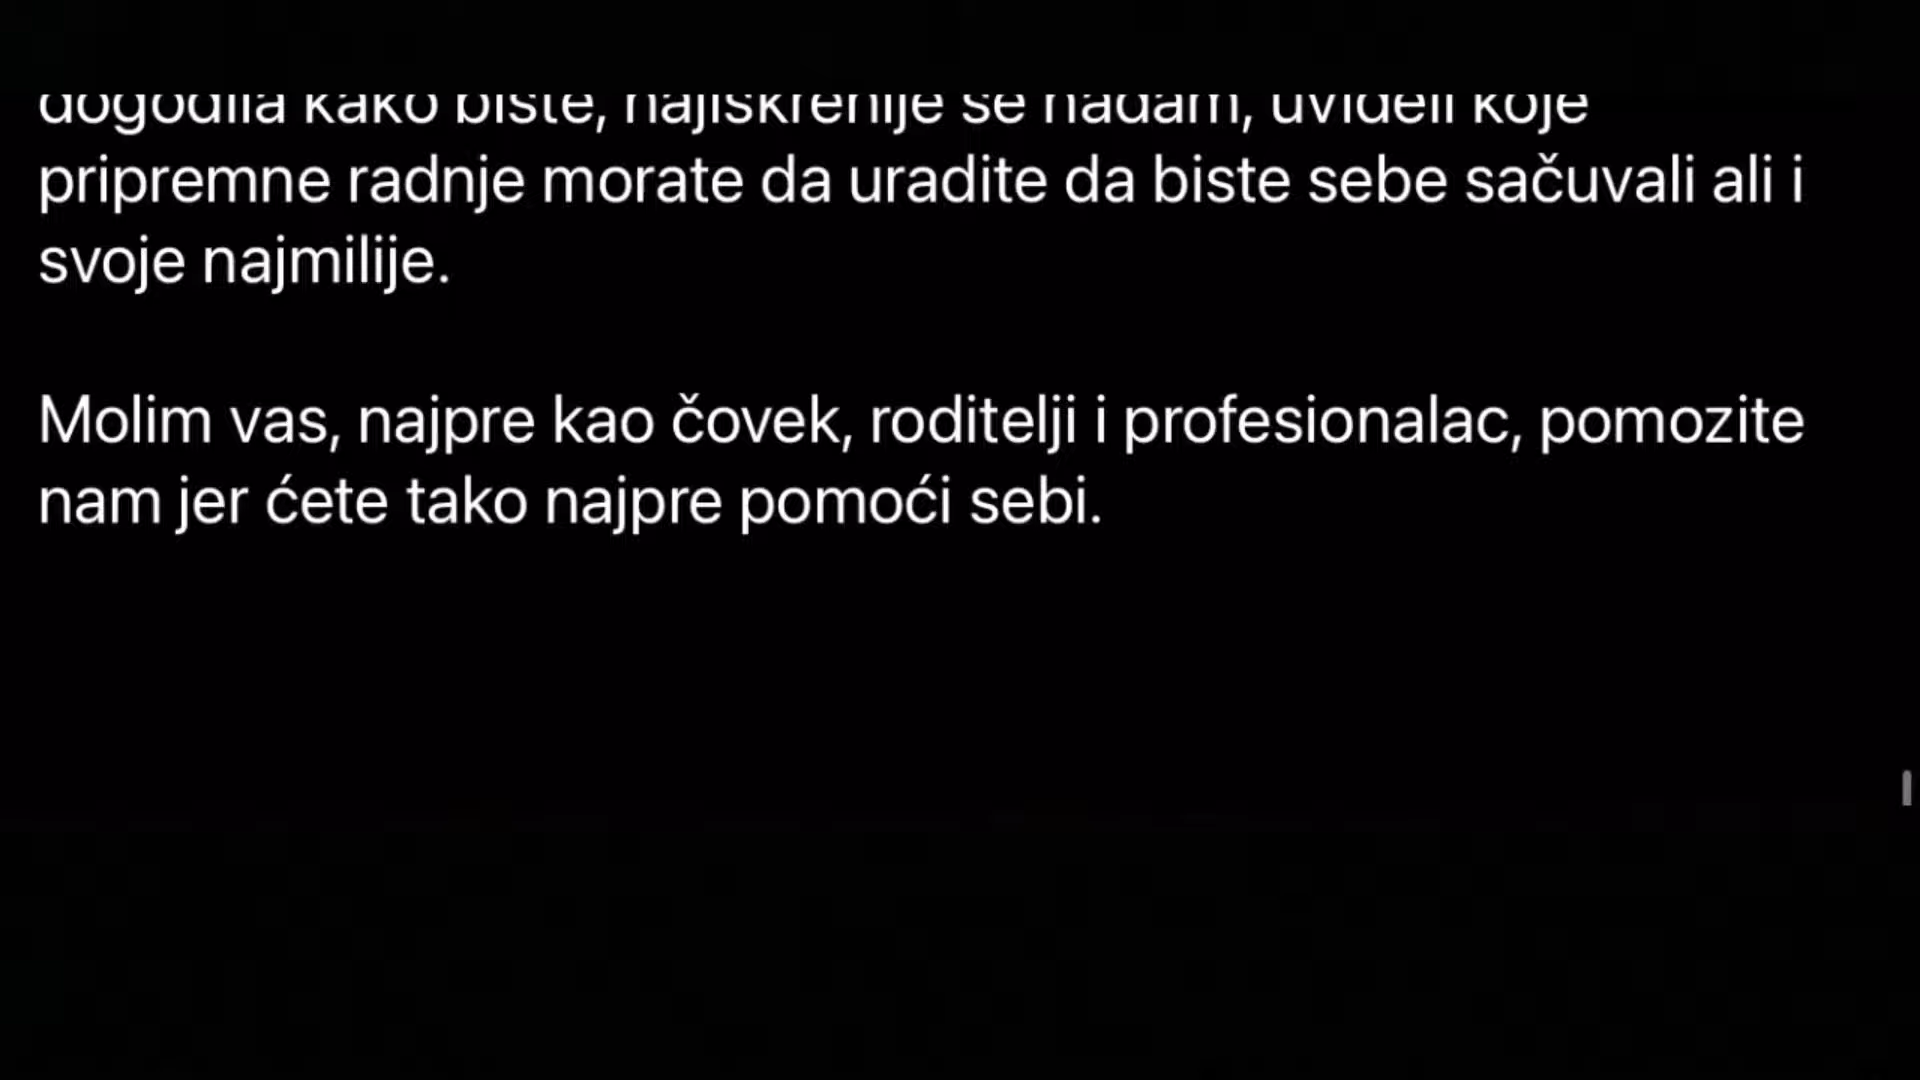 dogodila kako biste, najiskrenije se nadam, uvideli koje
pripremne radnje morate da uradite da biste sebe sačuvali ali i
svoje najmilije.
Molim vas, najpre kao čovek, roditelji i profesionalac, pomozite
nam jer ćete tako najpre pomoći sebi.